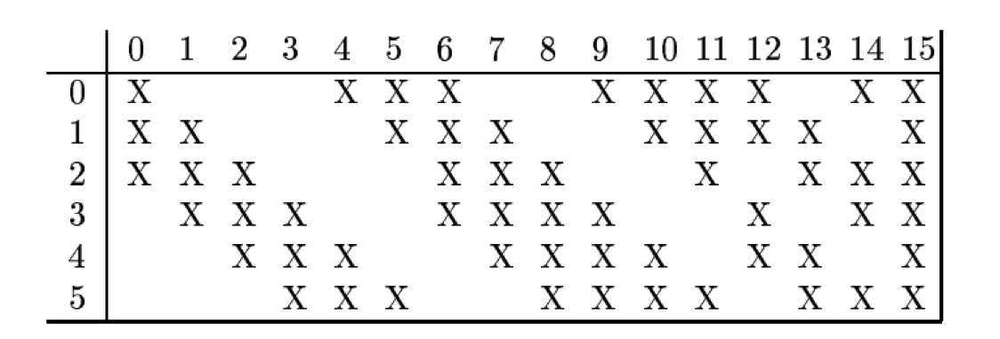 0 1 2 3 4 5 6 7 8 9 10 11 12 13 14 15
0 X X X X X X X X X X
1 X X X X X X X X X X
2 X X X X X X X X X X
3 X X X X X X X X X X
4 X X X X X X X X X X
5 X X X X X X X X X X